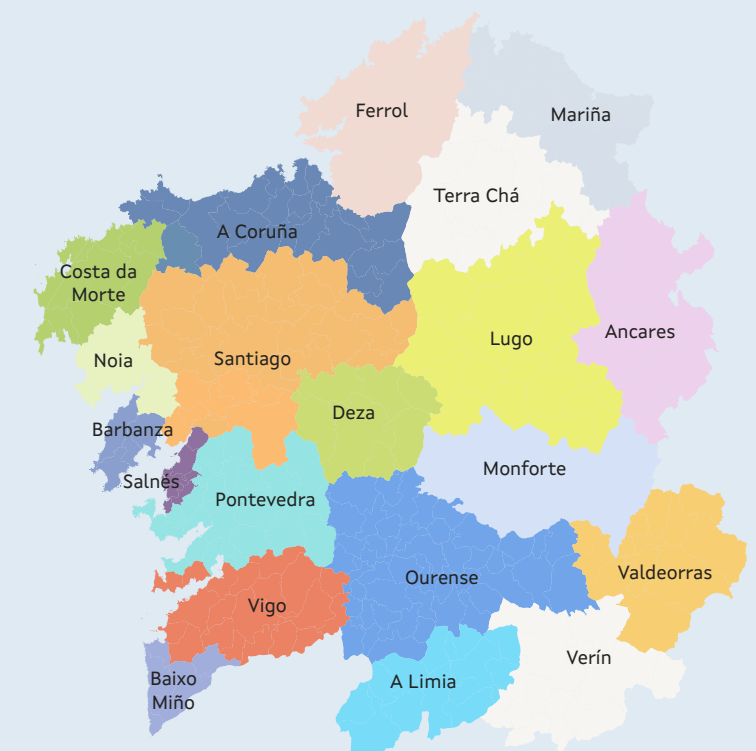 Ferrol
Mariña
Terra Chá
A Coruña
Costa da
Morte
Ancares
Lugo
Santiago
Noia
Deza
Barbanza
Monforte
Salnés
Pontevedra
Valdeorras
Ourense
Vigo
Verín
Baixo
Miño
A Limia